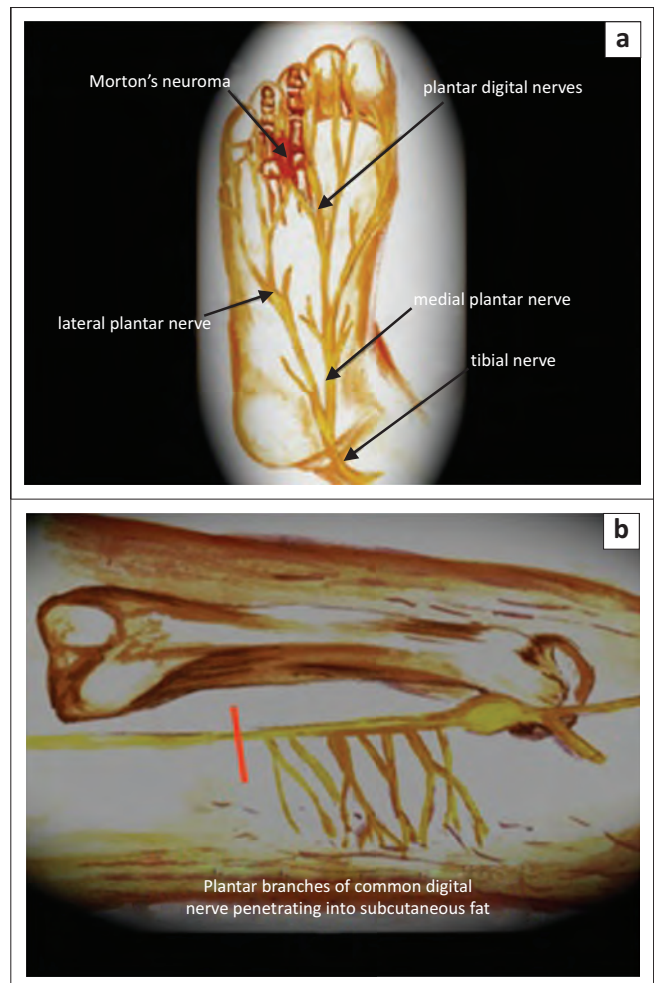 a
Morton's neuroma
plantar digital nerves
medial plantar nerve
lateral plantar nerve
tibial nerve
b
Plantar branches of common digital
nerve penetrating into subcutaneous fat